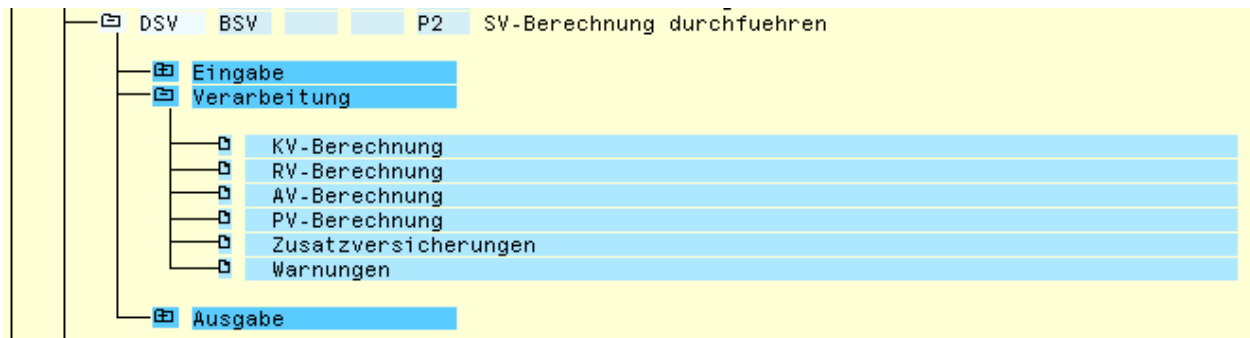 DSV BSV P2 SV-Berechnung durchfuehren
Eingabe
Verarbeitung
KV-Berechnung
RV-Berechnung
AV-Berechnung
PV-Berechnung
Zusatzversicherungen
Warnungen
Ausgabe